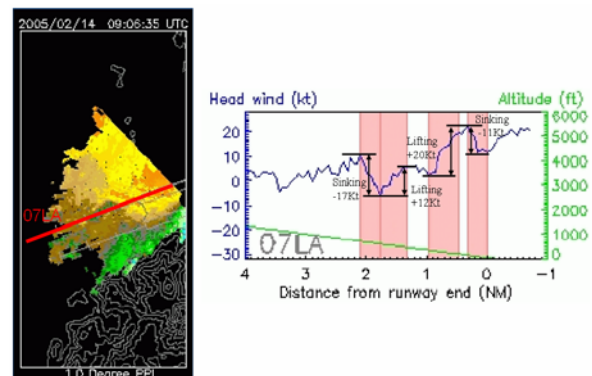 2005/02/14 09:06:35 UTC
07LA
1.0 Degree PPI
Head wind (kt)
Altitude (ft)
20
10
0
-10
-20
-30
6000
5000
4000
3000
2000
1000
0
Sinking
-17Kt
Lifting
+12Kt
Lifting
+20Kt
Sinking
-11Kt
07LA
4 3 2 1 0 -1
Distance from runway end (NM)